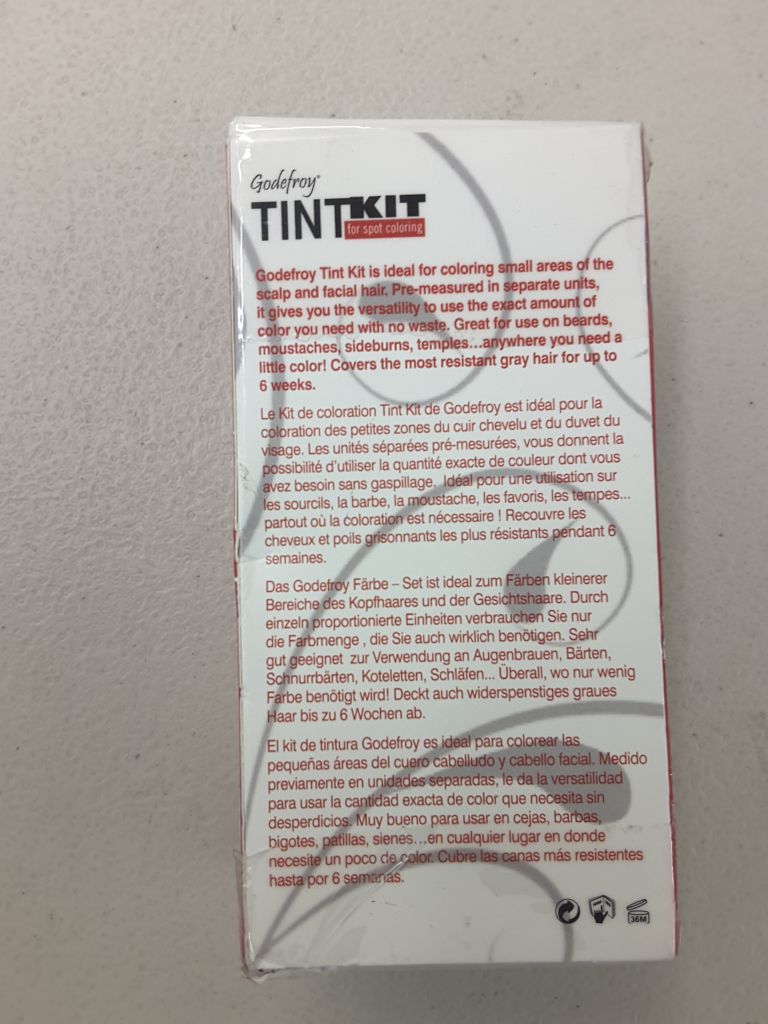 Godefroy®
TINT KIT
for spot coloring
Godefroy Tint Kit is ideal for coloring small areas of the
scalp and facial hair. Pre-measured in separate units,
it gives you the versatility to use the exact amount of
color you need with no waste. Great for use on beards,
moustaches, sideburns, temples...anywhere you need a
little color! Covers the most resistant gray hair for up to
6 weeks.
Le Kit de coloration Tint Kit de Godefroy est idéal pour la
coloration des petites zones du cuir chevelu et du duvet du
visage. Les unités séparées pré-mesurées, vous donnent la
possibilité d'utiliser la quantité exacte de couleur dont vous
avez besoin sans gaspillage. Idéal pour une utilisation sur
les sourcils, la barbe, la moustache, les favoris, les tempes...
partout où la coloration est nécessaire ! Recouvre les
cheveux et poils grisonnants les plus résistants pendant 6
semaines.
Das Godefroy Färbe – Set ist ideal zum Färben kleinerer
Bereiche des Kopfhaares und der Gesichtshaare. Durch
einzeln proportionierte Einheiten verbrauchen Sie nur
die Farbmenge , die Sie auch wirklich benötigen. Sehr
gut geeignet zur Verwendung an Augenbrauen, Bärten,
Schnurrbärten, Koteletten, Schläfen... Überall, wo nur wenig
Farbe benötigt wird! Deckt auch widerspenstiges graues
Haar bis zu 6 Wochen ab.
El kit de tintura Godefroy es ideal para colorear las
pequeñas áreas del cuero cabelludo y cabello facial. Medido
previamente en unidades separadas, le da la versatilidad
para usar la cantidad exacta de color que necesita sin
desperdicios. Muy bueno para usar en cejas, barbas,
bigotes, patillas, sienes...en cualquier lugar en donde
necesite un poco de color. Cubre las canas más resistentes
hasta por 6 semanas.
36M